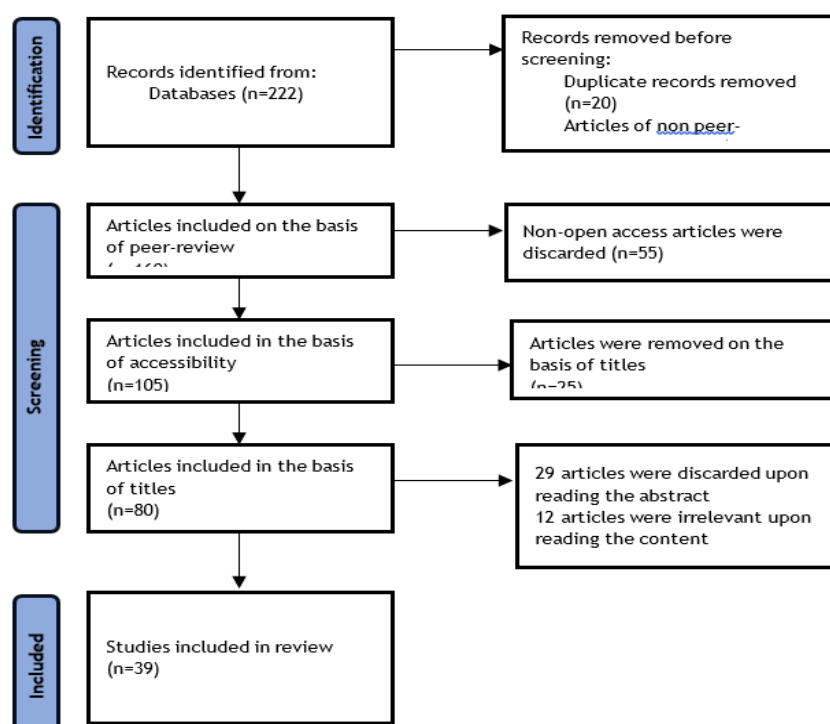 Identification
Records identified from:
Databases (n=222)
Records removed before
screening:
Duplicate records removed
(n=20)
Articles of non peer-
Screening
Articles included on the basis
of peer-review
Non-open access articles were
discarded (n=55)
Articles included in the basis
of accessibility
(n=105)
Articles were removed on the
basis of titles
(n=25)
Articles included in the basis
of titles
(n=80)
29 articles were discarded upon
reading the abstract
12 articles were irrelevant upon
reading the content
Included
Studies included in review
(n=39)